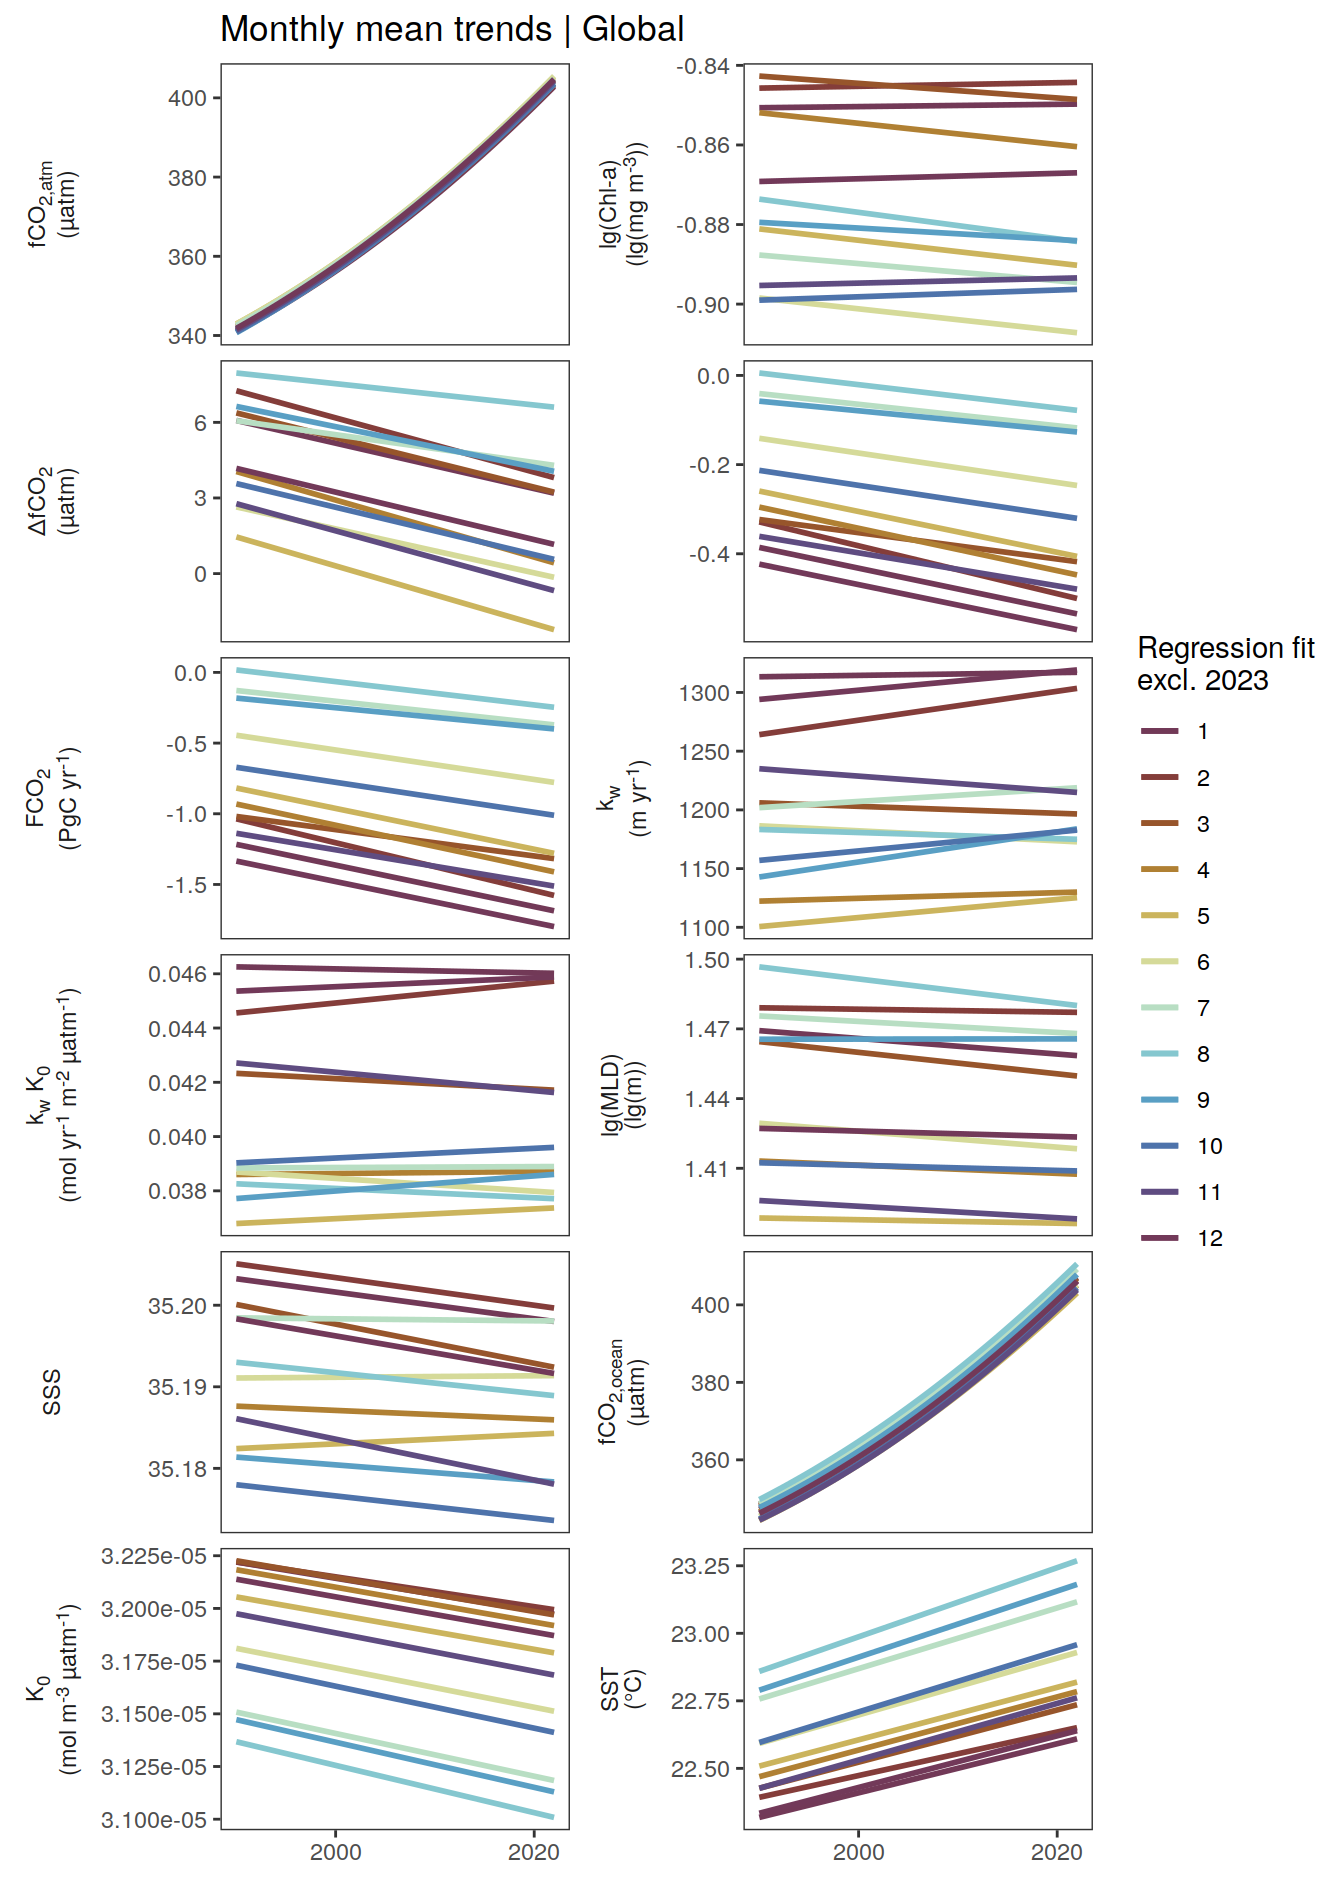 Monthly mean trends | Global
fCO2,atm
(µatm)
400
380
360
340
lg(Chl-a)
(lg(mg m-3))
-0.84
-0.86
-0.88
-0.90
ΔfCO2
(µatm)
6
3
0
0.0
-0.2
-0.4
FCO2
(PgC yr-1)
0.0
-0.5
-1.0
-1.5
kw
(m yr-1)
1300
1250
1200
1150
1100
kw K0
(mol yr-1 m-2 µatm-1)
0.046
0.044
0.042
0.040
0.038
lg(MLD)
(lg(m))
1.50
1.47
1.44
1.41
SSS
35.20
35.19
35.18
fCO2,ocean
(µatm)
400
380
360
K0
(mol m-3 µatm-1)
3.225e-05
3.200e-05
3.175e-05
3.150e-05
3.125e-05
3.100e-05
2000
2020
SST
(°C)
23.25
23.00
22.75
22.50
2000
2020
Regression fit
excl. 2023
1
2
3
4
5
6
7
8
9
10
11
12